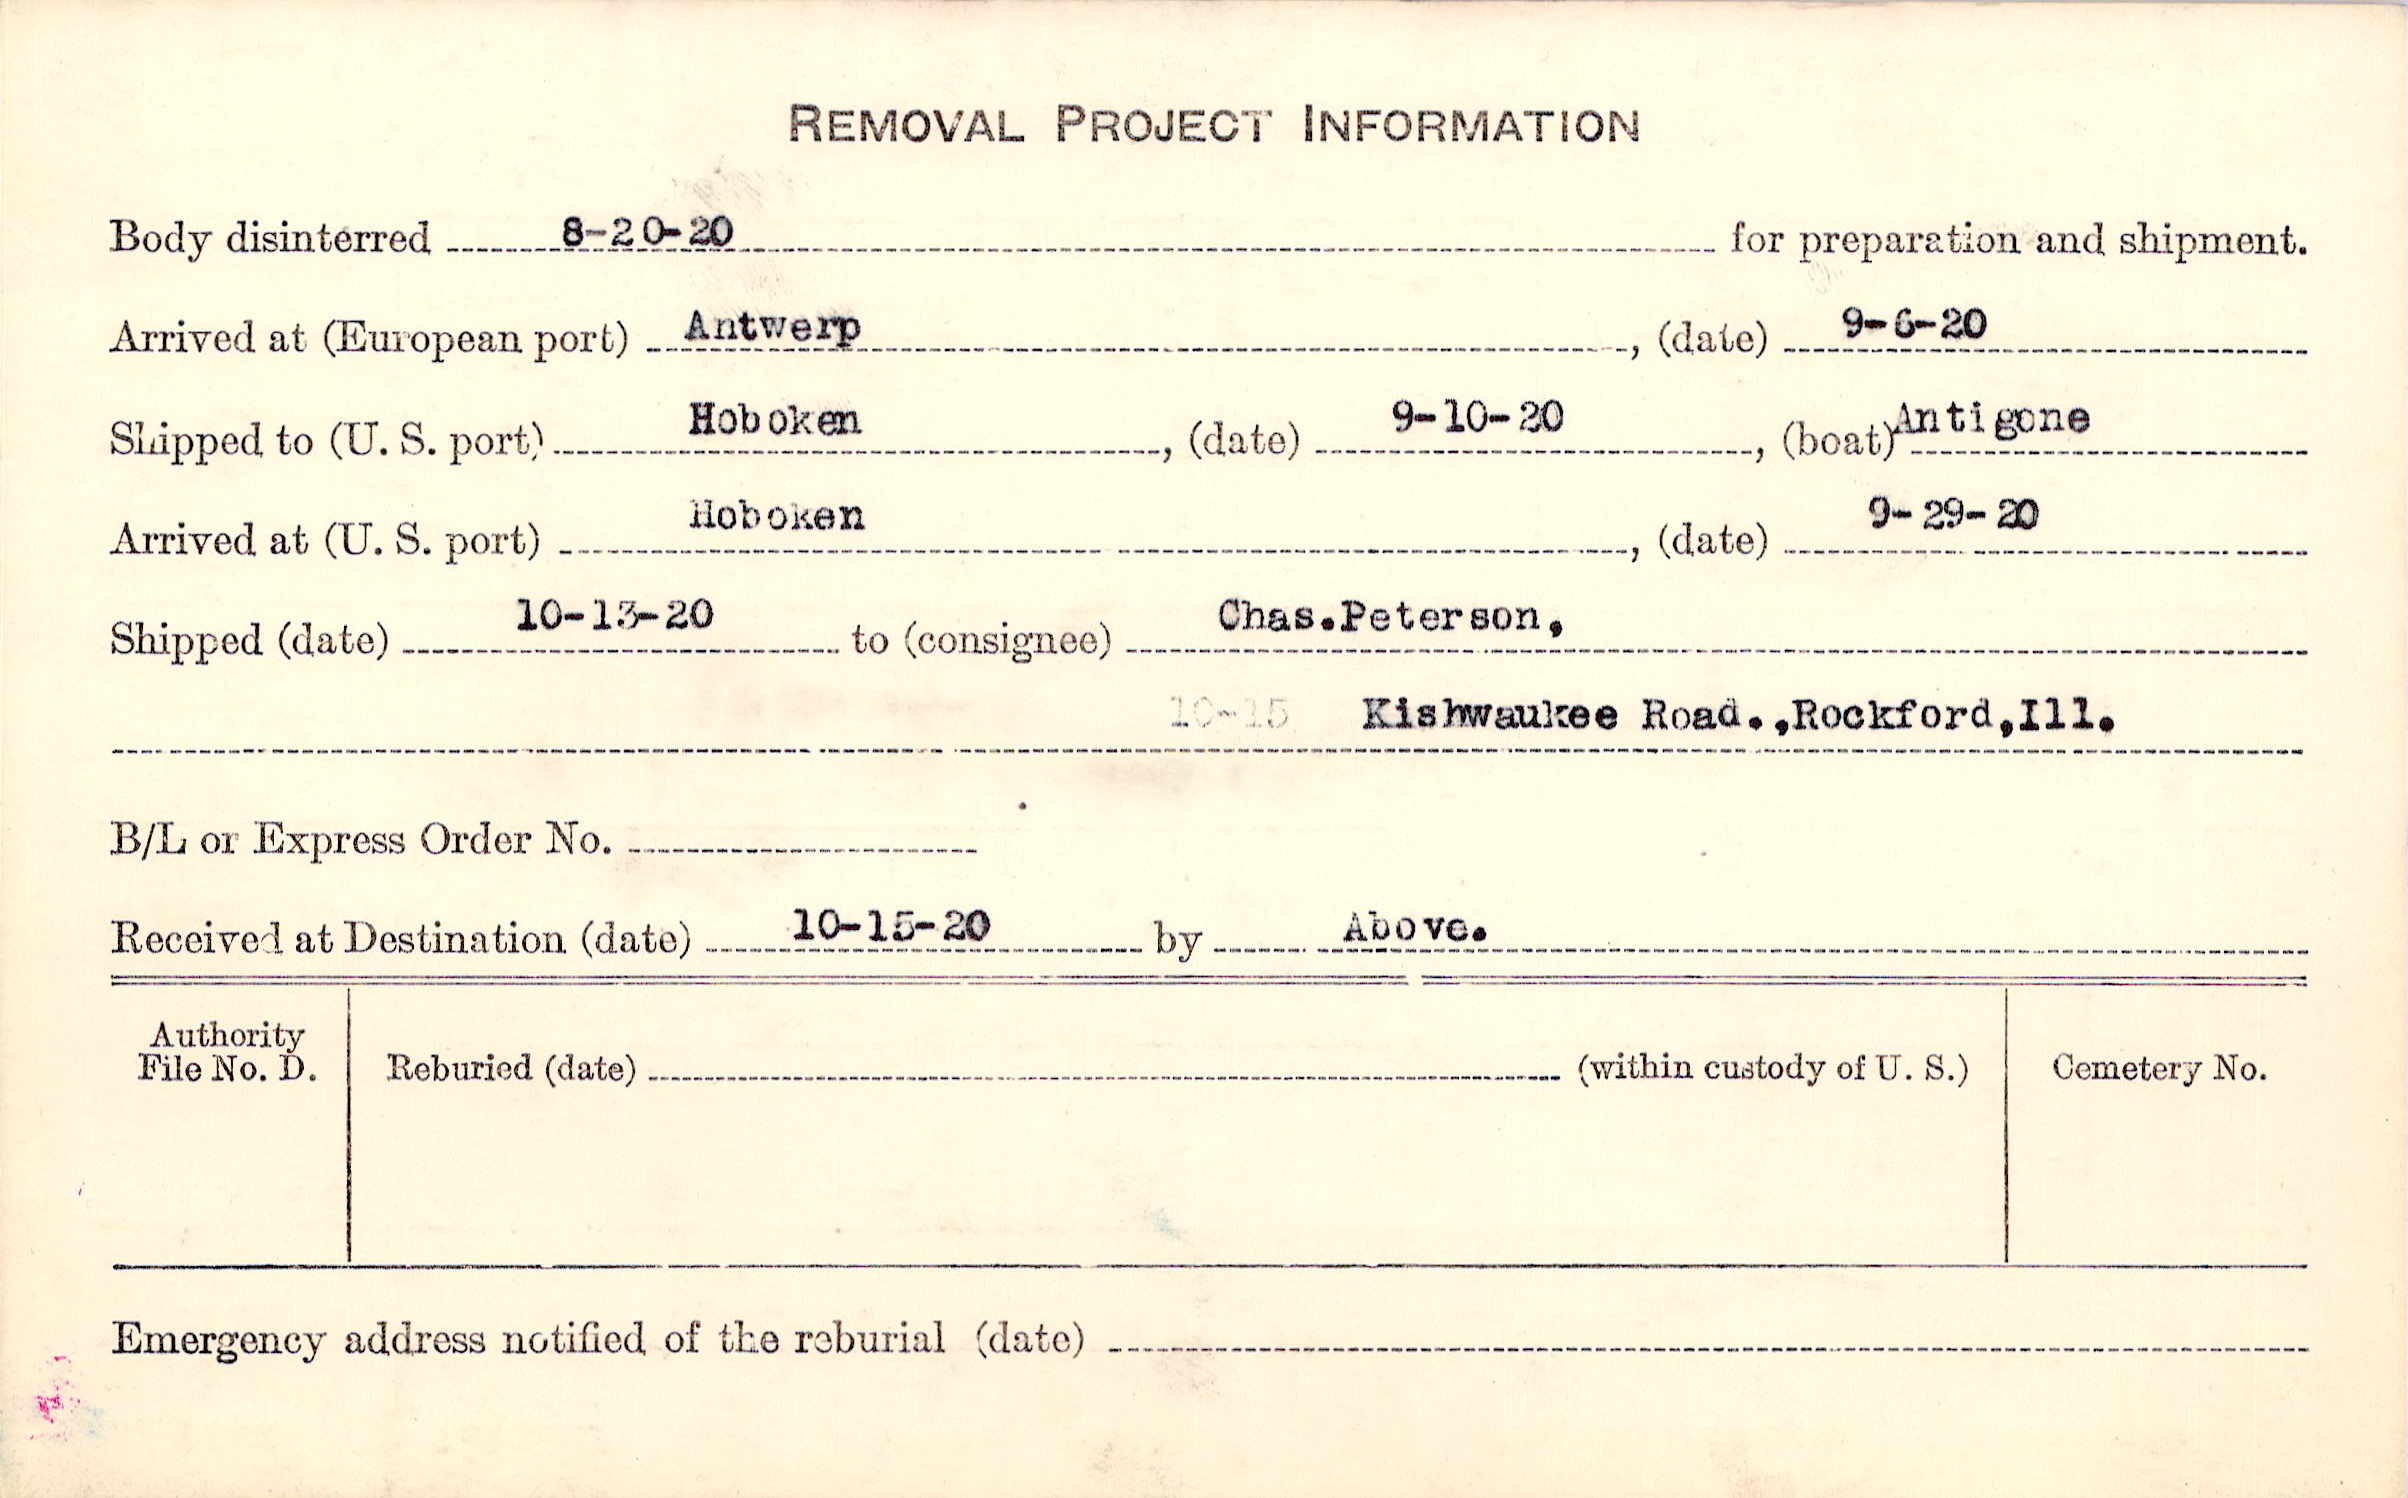 REMOVAL PROJECT INFORMATION
Body disinterred 8-20-20 for preparation and shipment.
Arrived at (European port) Antwerp, (date) 9-6-20
Shipped to (U. S. port) Hoboken, (date) 9-10-20, (boat) Antigone
Arrived at (U. S. port) Hoboken, (date) 9-29-20
Shipped (date) 10-13-20 to (consignee) Chas.Peterson,
10-15 Kishwaukee Road.,Rockford,Ill.
B/L or Express Order No.
Received at Destination (date) 10-15-20 by Above.
Authority
File No. D.
Reburied (date) (within custody of U. S.)
Cemetery No.
Emergency address notified of the reburial (date)